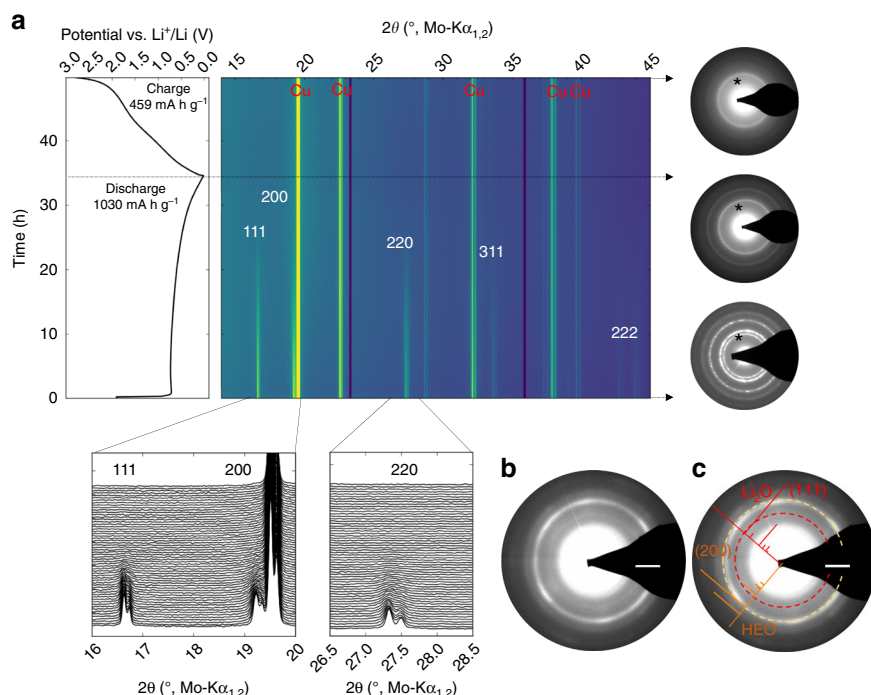 a
Potential vs. Li⁺/Li (V)
3.0 2.5 2.0 1.5 1.0 0.5 0.0
2θ (°, Mo-Kα1,2)
15 20 25 30 35 40 45
Charge
459 mA h g⁻¹
Cu Cu Cu Cu Cu
*
40
Discharge
1030 mA h g⁻¹
200
111
220
311
222
30
20
10
0
Time (h)
*
*
111 200
16 17 18 19 20
2θ (°, Mo-Kα1,2)
220
26.5 27.0 27.5 28.0 28.5
2θ (°, Mo-Kα1,2)
b
c
Li2O (111)
(200)
HEO